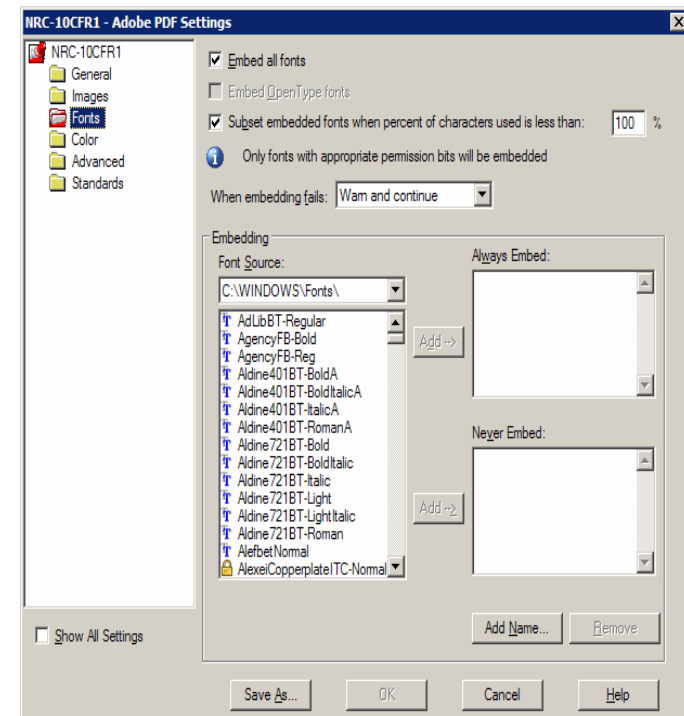 NRC-10CFR1 - Adobe PDF Settings
NRC-10CFR1
General
Images
Fonts
Color
Advanced
Standards
Show All Settings
Embed all fonts
Embed OpenType fonts
Subset embedded fonts when percent of characters used is less than: 100 %
Only fonts with appropriate permission bits will be embedded
When embedding fails: Warn and continue
Embedding
Font Source:
C:\WINDOWS\Fonts\
AdLibBT-Regular
AgencyFB-Bold
AgencyFB-Reg
Aldine401BT-BoldA
Aldine401BT-BoldItalicA
Aldine401BT-ItalicA
Aldine401BT-RomanA
Aldine721BT-Bold
Aldine721BT-BoldItalic
Aldine721BT-Italic
Aldine721BT-Light
Aldine721BT-LightItalic
Aldine721BT-Roman
AlefbetNormal
AlexeiCopperplateITC-Normal
Add -->
Add -->
Always Embed:
Never Embed:
Add Name... Remove
Save As... OK Cancel Help